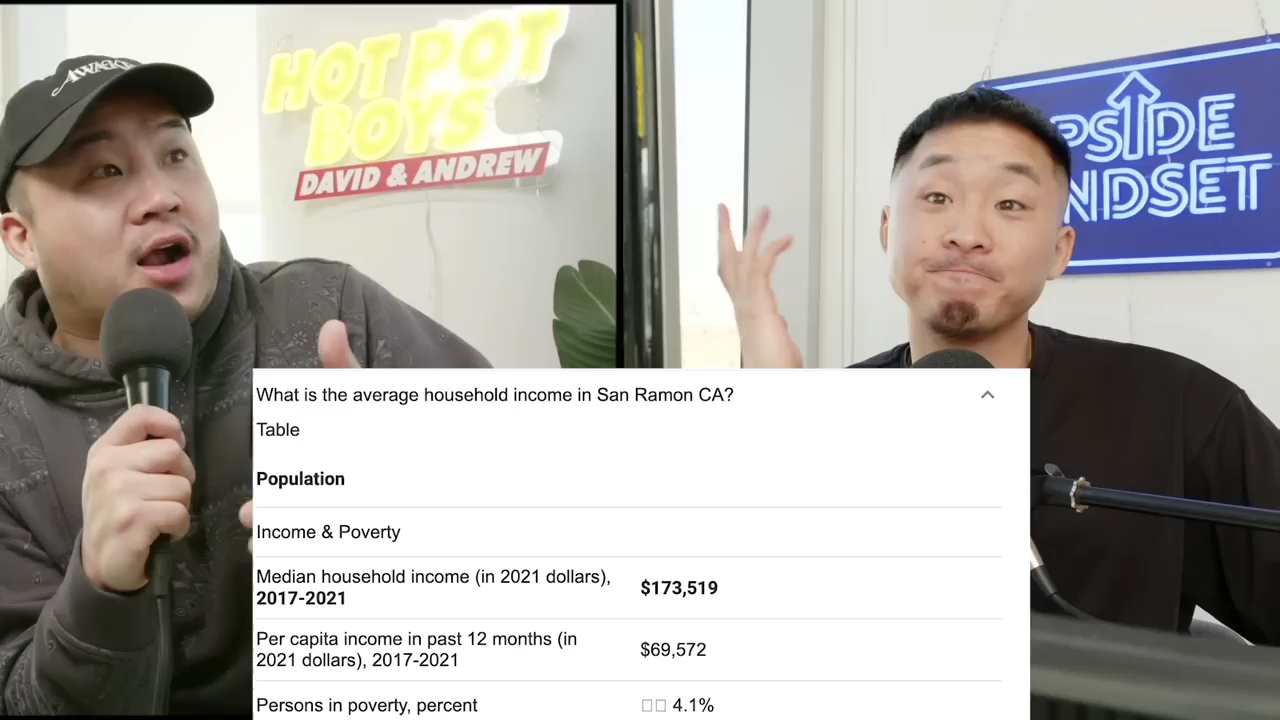 AWAKE
HOT POT
BOYS
DAVID & ANDREW
PSIDE
NDSET
What is the average household income in San Ramon CA?
Table
Population
Income & Poverty
Median household income (in 2021 dollars),
2017-2021
$173,519
Per capita income in past 12 months (in
2021 dollars), 2017-2021
$69,572
Persons in poverty, percent
4.1%